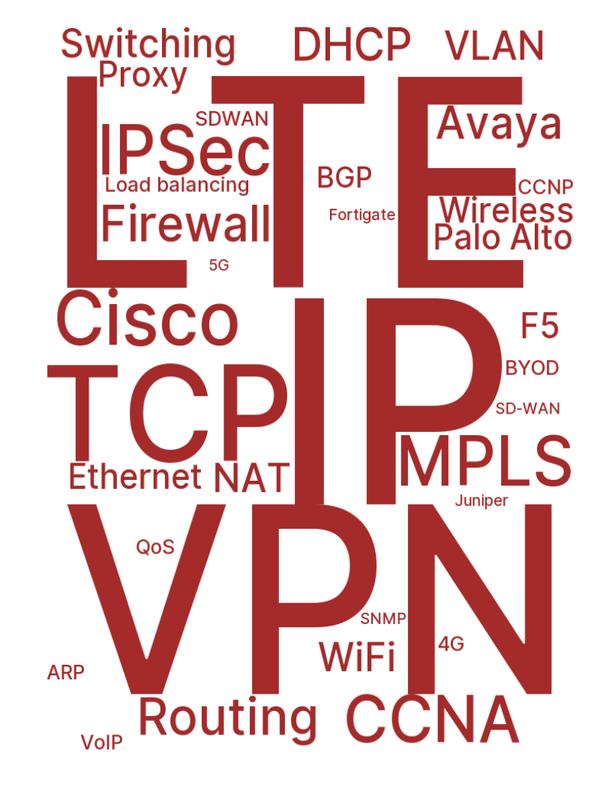 Switching
DHCP
VLAN
Proxy
LTE
SDWAN
Avaya
IPSec
BGP
Load balancing
CCNP
Fortigate
Wireless
Firewall
Palo Alto
5G
Cisco
IP
F5
TCP
BYOD
SD-WAN
MPLS
Ethernet
NAT
Juniper
VPN
QoS
SNMP
4G
WiFi
ARP
Routing
CCNA
VoIP